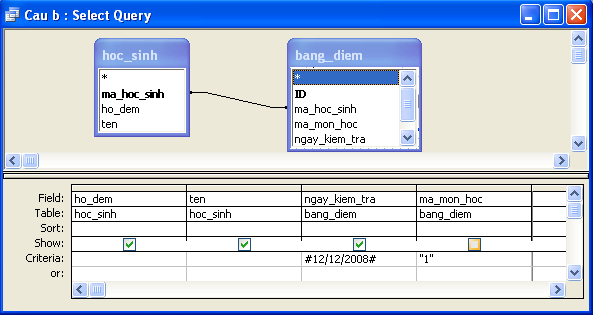 Cau b : Select Query
hoc_sinh
*
ma_hoc_sinh
ho_dem
ten
bang_diem
*
ID
ma_hoc_sinh
ma_mon_hoc
ngay_kiem_tra
Field: ho_dem ten ngay_kiem_tra ma_mon_hoc
Table: hoc_sinh hoc_sinh bang_diem bang_diem
Sort:
Show:
Criteria: #12/12/2008# "1"
or: